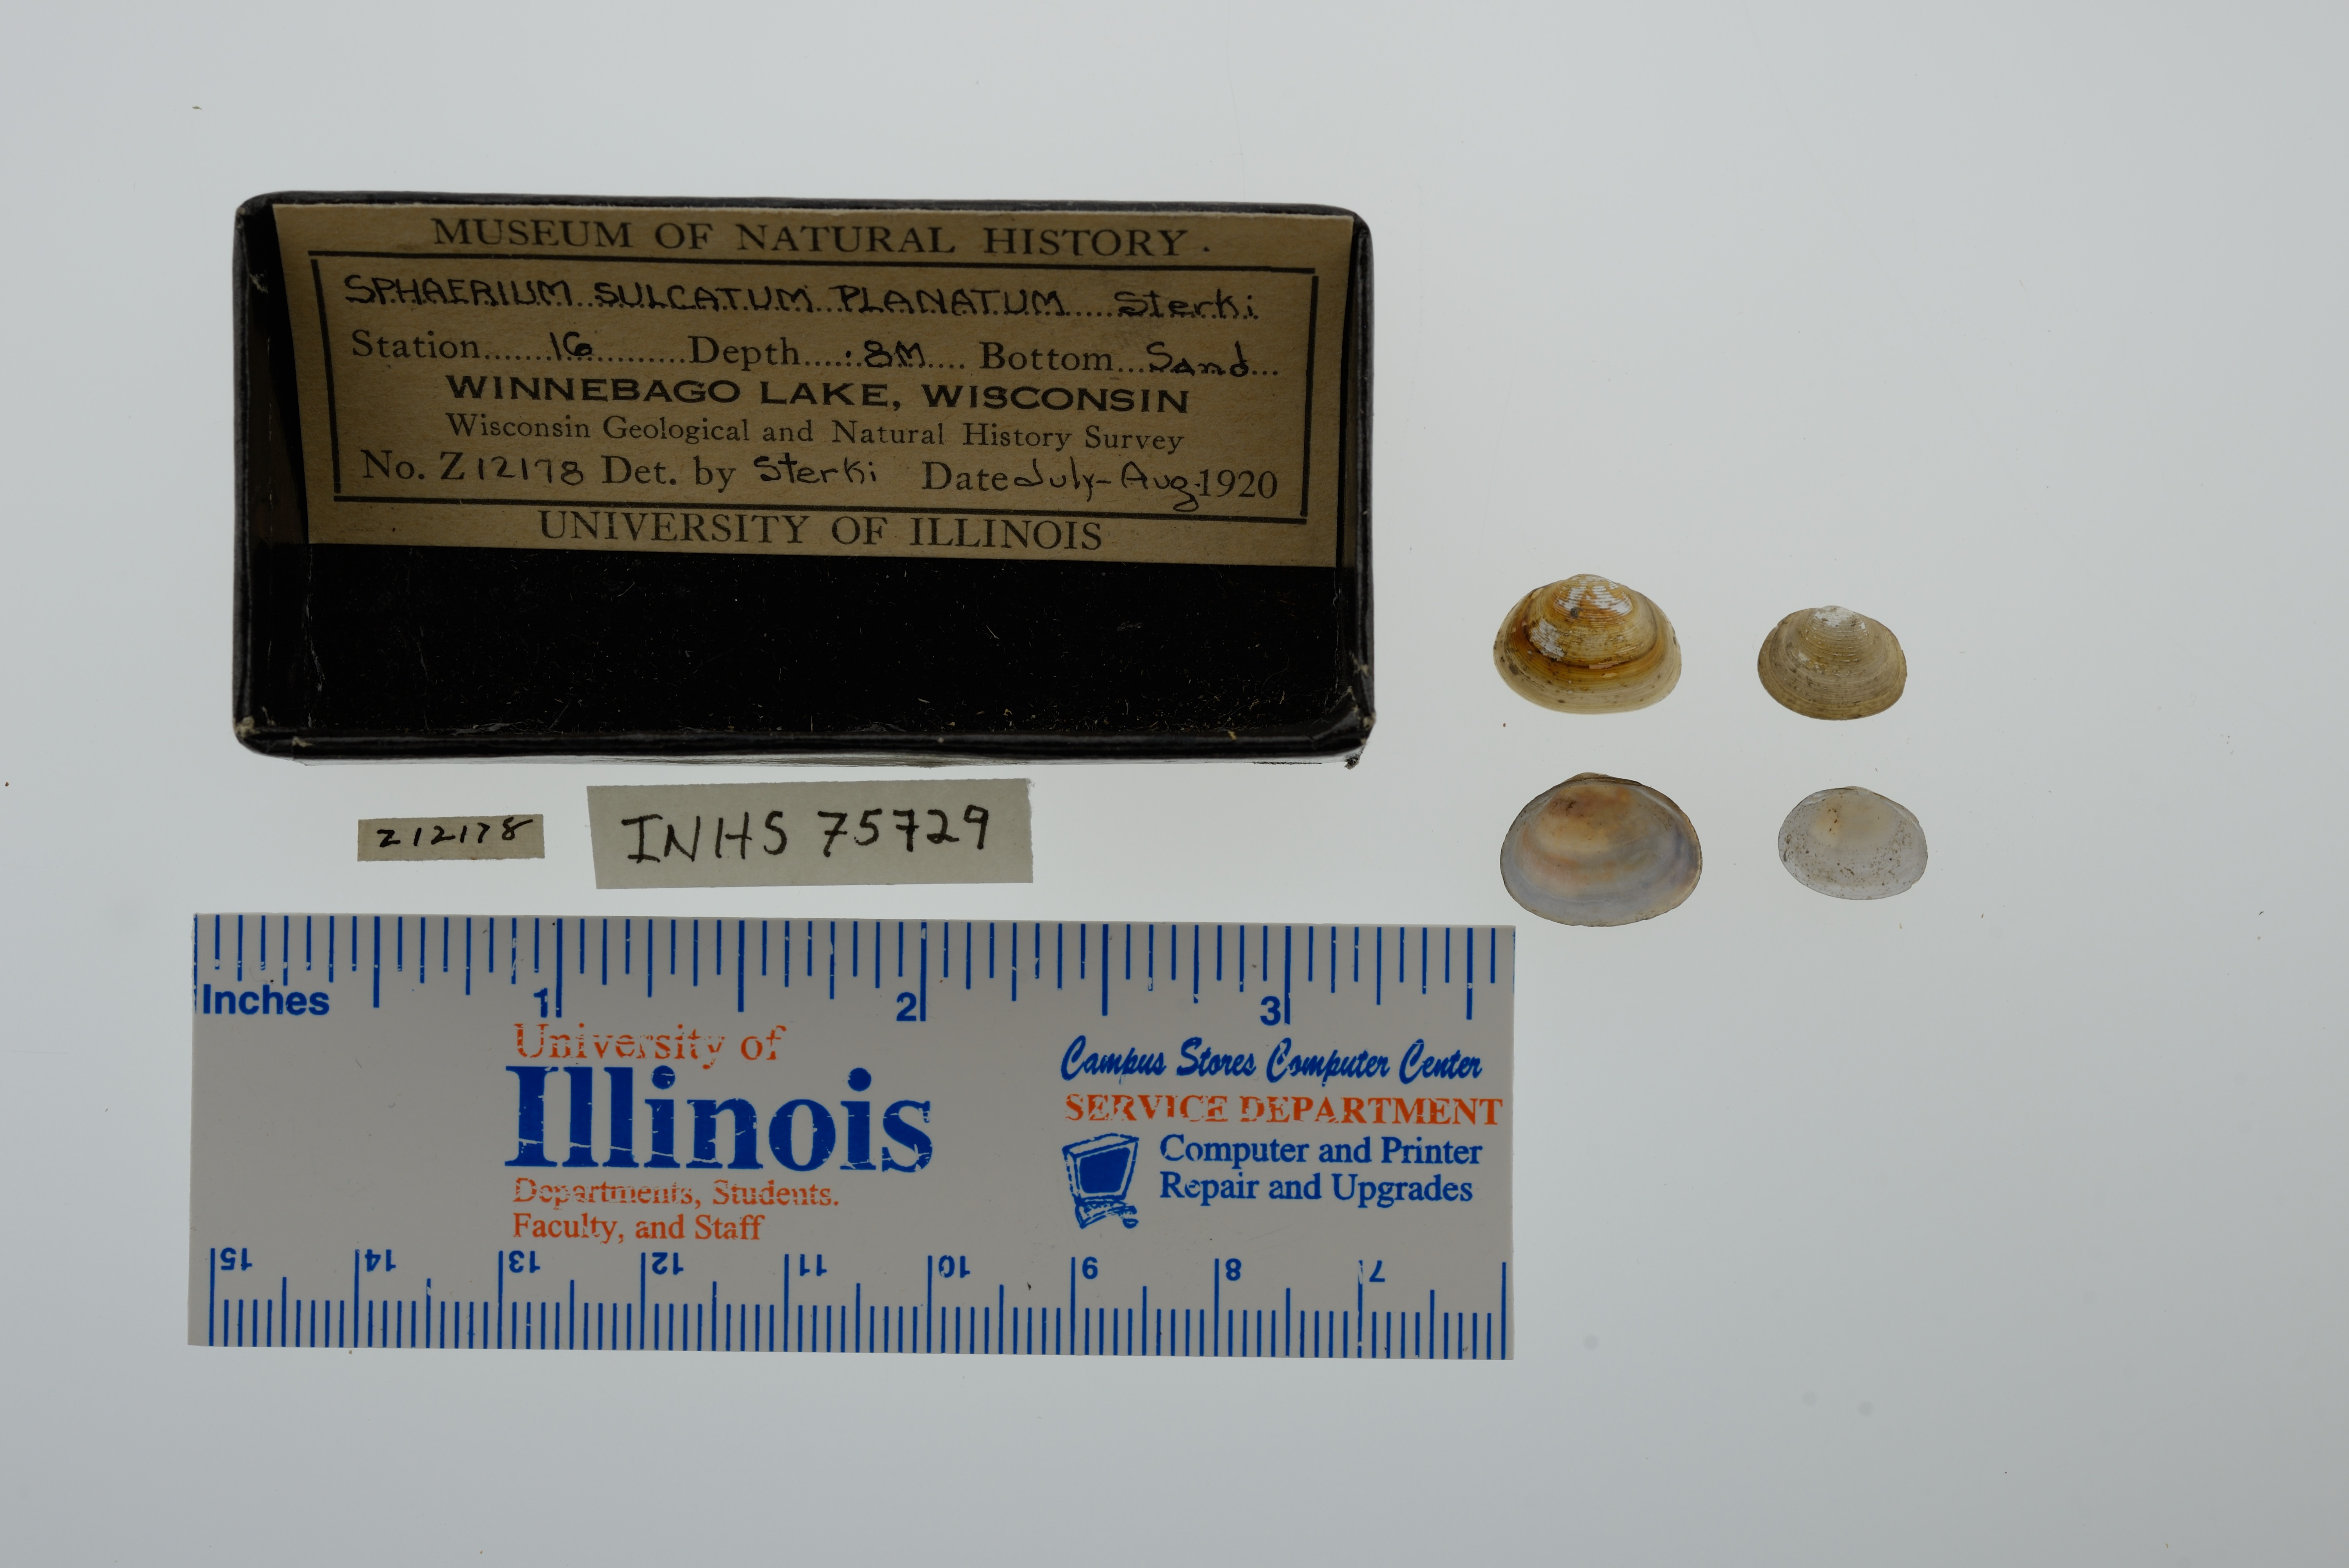 MUSEUM OF NATURAL HISTORY.
SPHAERIUM SULCATUM PLANATUM Sterki
Station 16 Depth .8M Bottom Sand
WINNEBAGO LAKE, WISCONSIN
Wisconsin Geological and Natural History Survey
No. Z12178 Det. by Sterki Date July-Aug. 1920
UNIVERSITY OF ILLINOIS
Z12178
INHS 75729
Inches 1 2 3
University of
Illinois
Departments, Students.
Faculty, and Staff
Campus Stores Computer Center
SERVICE DEPARTMENT
Computer and Printer
Repair and Upgrades
15 14 13 12 11 10 9 8 7